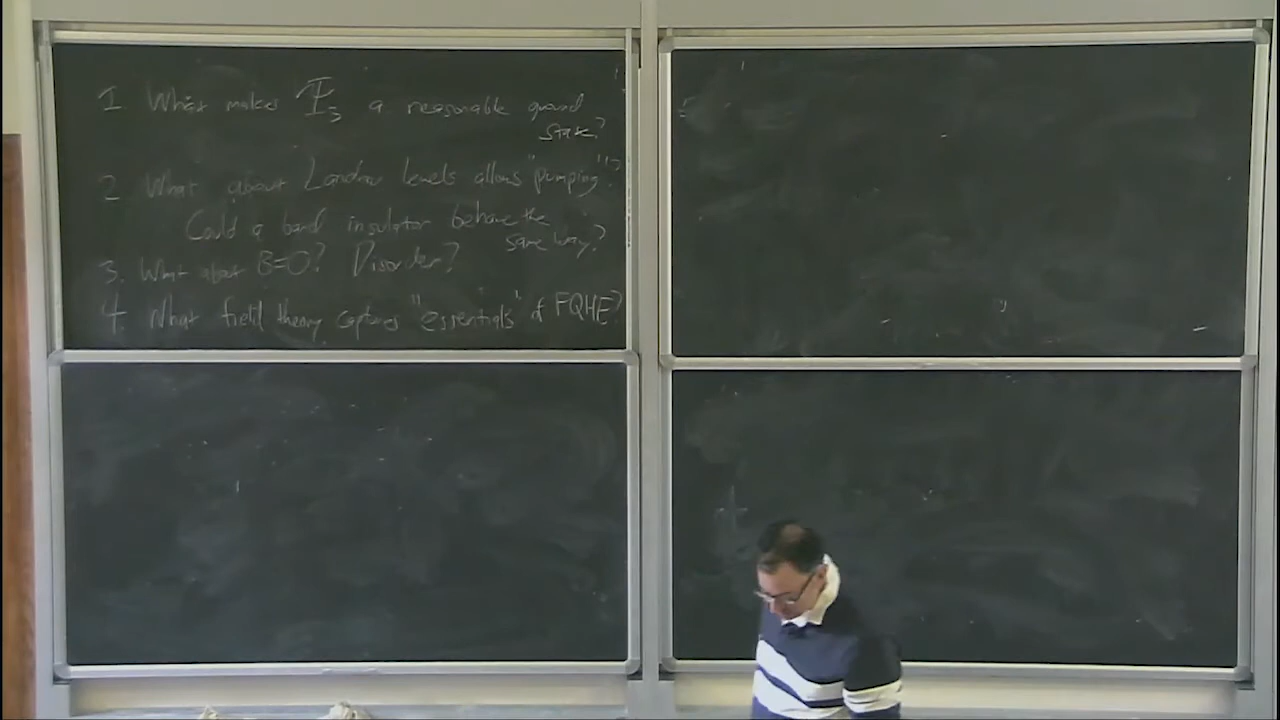 1 What makes Ψ₃ a reasonable ground
state?
2 What about Landau levels allows "pumping"?
Could a band insulator behave the
same way?
3. What about B=0? Disorder?
4. What field theory captures "essentials" of FQHE?